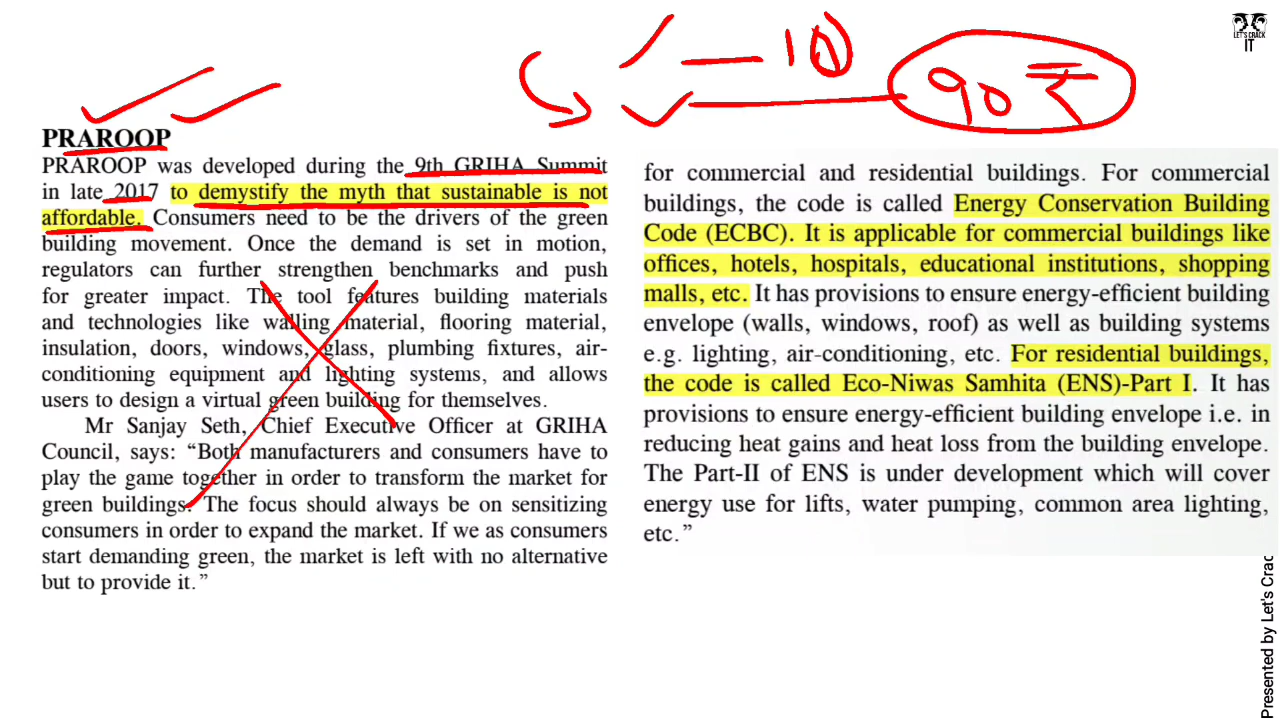 LET'S CRACK
IT
10
90 ₹
PRAROOP
PRAROOP was developed during the 9th GRIHA Summit
in late 2017 to demystify the myth that sustainable is not
affordable. Consumers need to be the drivers of the green
building movement. Once the demand is set in motion,
regulators can further strengthen benchmarks and push
for greater impact. The tool features building materials
and technologies like walling material, flooring material,
insulation, doors, windows, glass, plumbing fixtures, air-
conditioning equipment and lighting systems, and allows
users to design a virtual green building for themselves.
Mr Sanjay Seth, Chief Executive Officer at GRIHA
Council, says: “Both manufacturers and consumers have to
play the game together in order to transform the market for
green buildings. The focus should always be on sensitizing
consumers in order to expand the market. If we as consumers
start demanding green, the market is left with no alternative
but to provide it.”
for commercial and residential buildings. For commercial
buildings, the code is called Energy Conservation Building
Code (ECBC). It is applicable for commercial buildings like
offices, hotels, hospitals, educational institutions, shopping
malls, etc. It has provisions to ensure energy-efficient building
envelope (walls, windows, roof) as well as building systems
e.g. lighting, air-conditioning, etc. For residential buildings,
the code is called Eco-Niwas Samhita (ENS)-Part I. It has
provisions to ensure energy-efficient building envelope i.e. in
reducing heat gains and heat loss from the building envelope.
The Part-II of ENS is under development which will cover
energy use for lifts, water pumping, common area lighting,
etc.”
Presented by Let's Crac